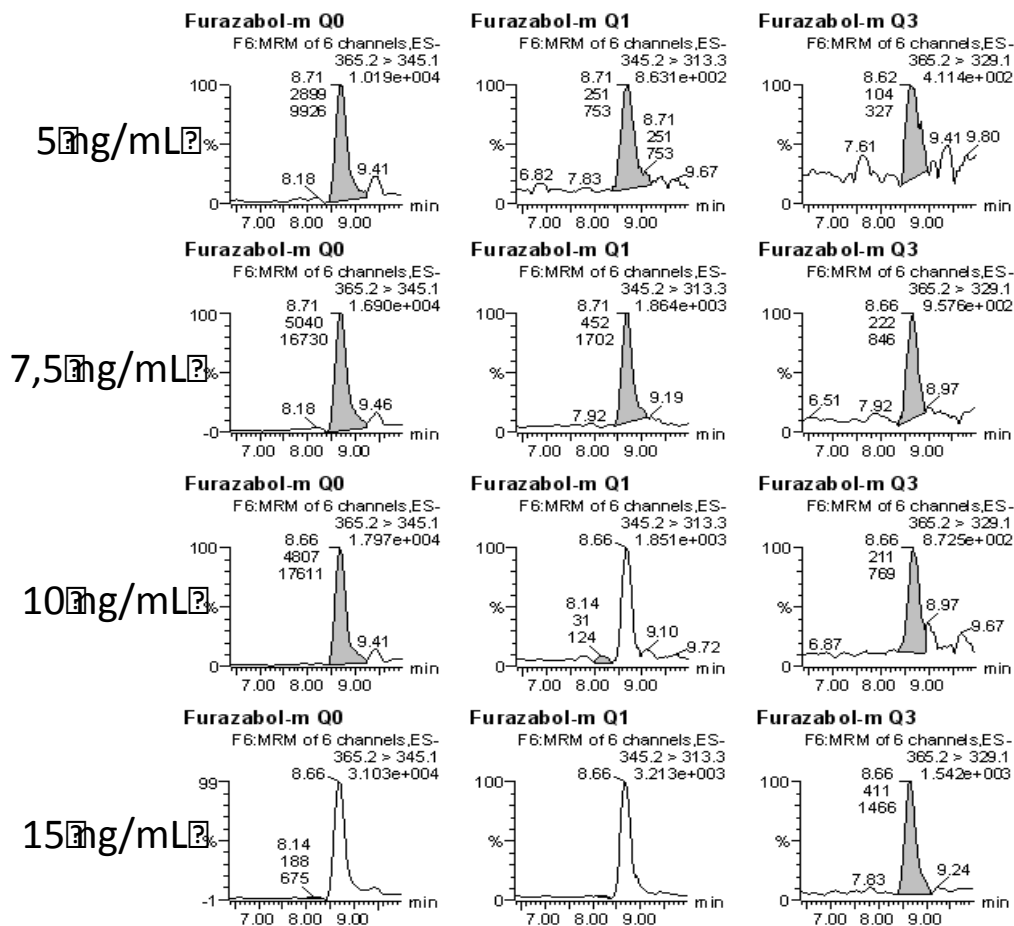 5 ng/mL
Furazabol-m Q0
F6:MRM of 6 channels,ES-
365.2 > 345.1
1.019e+004
8.71
2899
9926
8.18
9.41
100
%
0
7.00 8.00 9.00
min
Furazabol-m Q1
F6:MRM of 6 channels,ES-
345.2 > 313.3
8.631e+002
8.71
251
753
8.71
251
753
6.82
7.83
9.67
100
%
0
7.00 8.00 9.00
min
Furazabol-m Q3
F6:MRM of 6 channels,ES-
365.2 > 329.1
4.114e+002
8.62
104
327
7.61
9.41
9.80
100
%
0
7.00 8.00 9.00
min
7,5 ng/mL
Furazabol-m Q0
F6:MRM of 6 channels,ES-
365.2 > 345.1
1.690e+004
8.71
5040
16730
8.18
9.46
100
%
-0
7.00 8.00 9.00
min
Furazabol-m Q1
F6:MRM of 6 channels,ES-
345.2 > 313.3
1.864e+003
8.71
452
1702
7.92
9.19
100
%
0
7.00 8.00 9.00
min
Furazabol-m Q3
F6:MRM of 6 channels,ES-
365.2 > 329.1
9.576e+002
8.66
222
846
6.51
7.92
8.97
100
%
0
7.00 8.00 9.00
min
10 ng/mL
Furazabol-m Q0
F6:MRM of 6 channels,ES-
365.2 > 345.1
1.797e+004
8.66
4807
17611
9.41
100
%
0
7.00 8.00 9.00
min
Furazabol-m Q1
F6:MRM of 6 channels,ES-
345.2 > 313.3
1.851e+003
8.66
8.14
31
124
9.10
9.72
100
%
0
7.00 8.00 9.00
min
Furazabol-m Q3
F6:MRM of 6 channels,ES-
365.2 > 329.1
8.725e+002
8.66
211
769
6.87
8.97
9.67
100
%
0
7.00 8.00 9.00
min
15 ng/mL
Furazabol-m Q0
F6:MRM of 6 channels,ES-
365.2 > 345.1
3.103e+004
8.66
8.14
188
675
99
%
-1
7.00 8.00 9.00
min
Furazabol-m Q1
F6:MRM of 6 channels,ES-
345.2 > 313.3
3.213e+003
8.66
100
%
0
7.00 8.00 9.00
min
Furazabol-m Q3
F6:MRM of 6 channels,ES-
365.2 > 329.1
1.542e+003
8.66
411
1466
7.83
9.24
100
%
0
7.00 8.00 9.00
min